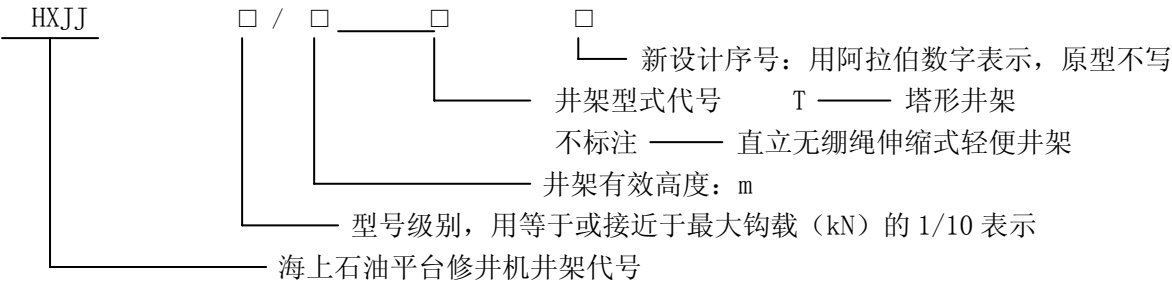 HXJJ □ / □ □ □
新设计序号：用阿拉伯数字表示，原型不写
井架型式代号 T —— 塔形井架
不标注 —— 直立无绷绳伸缩式轻便井架
井架有效高度：m
型号级别，用等于或接近于最大钩载（kN）的 1/10 表示
海上石油平台修井机井架代号